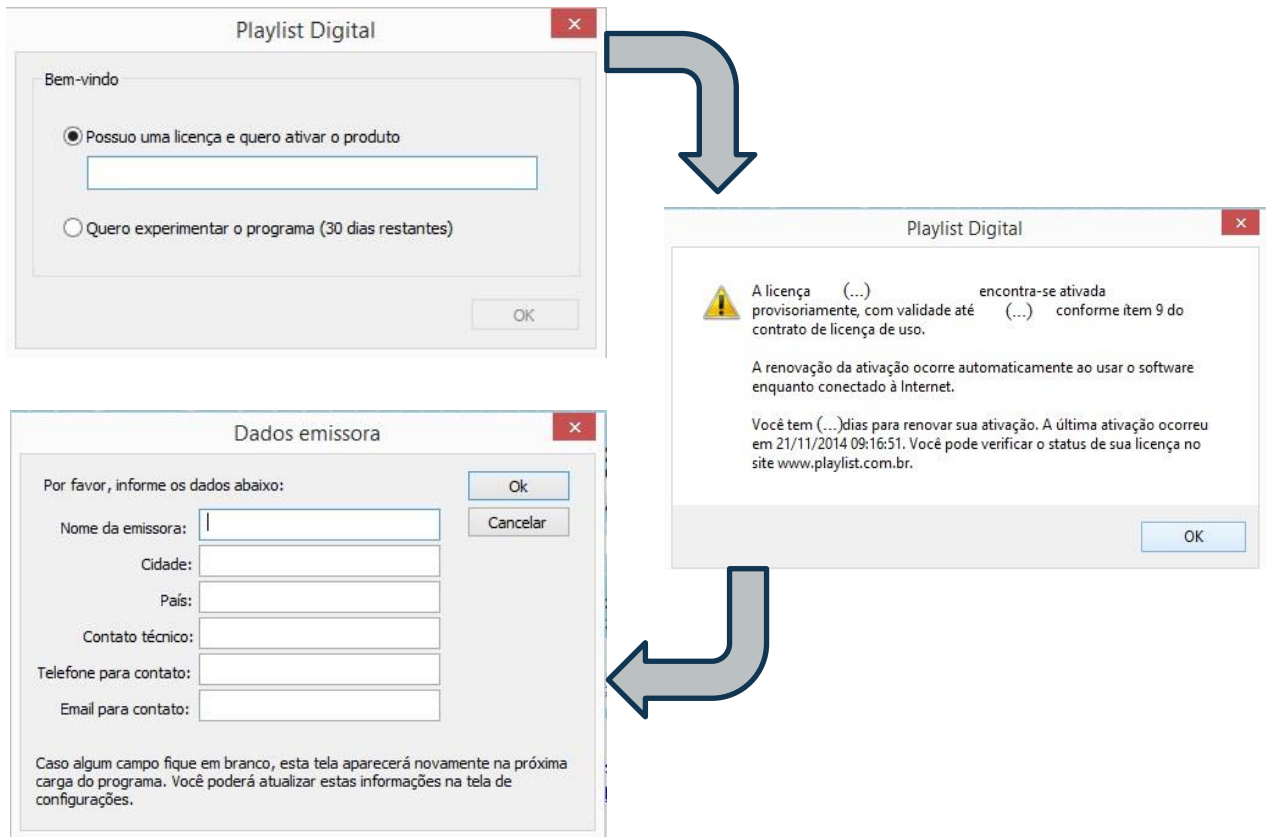 Playlist Digital
Bem-vindo
Possuo uma licença e quero ativar o produto
Quero experimentar o programa (30 dias restantes)
OK
Playlist Digital
A licença (...) encontra-se ativada
provisoriamente, com validade até (...) conforme ítem 9 do
contrato de licença de uso.
A renovação da ativação ocorre automaticamente ao usar o software
enquanto conectado à Internet.
Você tem (...)dias para renovar sua ativação. A última ativação ocorreu
em 21/11/2014 09:16:51. Você pode verificar o status de sua licença no
site www.playlist.com.br.
OK
Dados emissora
Por favor, informe os dados abaixo:
Ok
Nome da emissora:
Cancelar
Cidade:
País:
Contato técnico:
Telefone para contato:
Email para contato:
Caso algum campo fique em branco, esta tela aparecerá novamente na próxima
carga do programa. Você poderá atualizar estas informações na tela de
configurações.